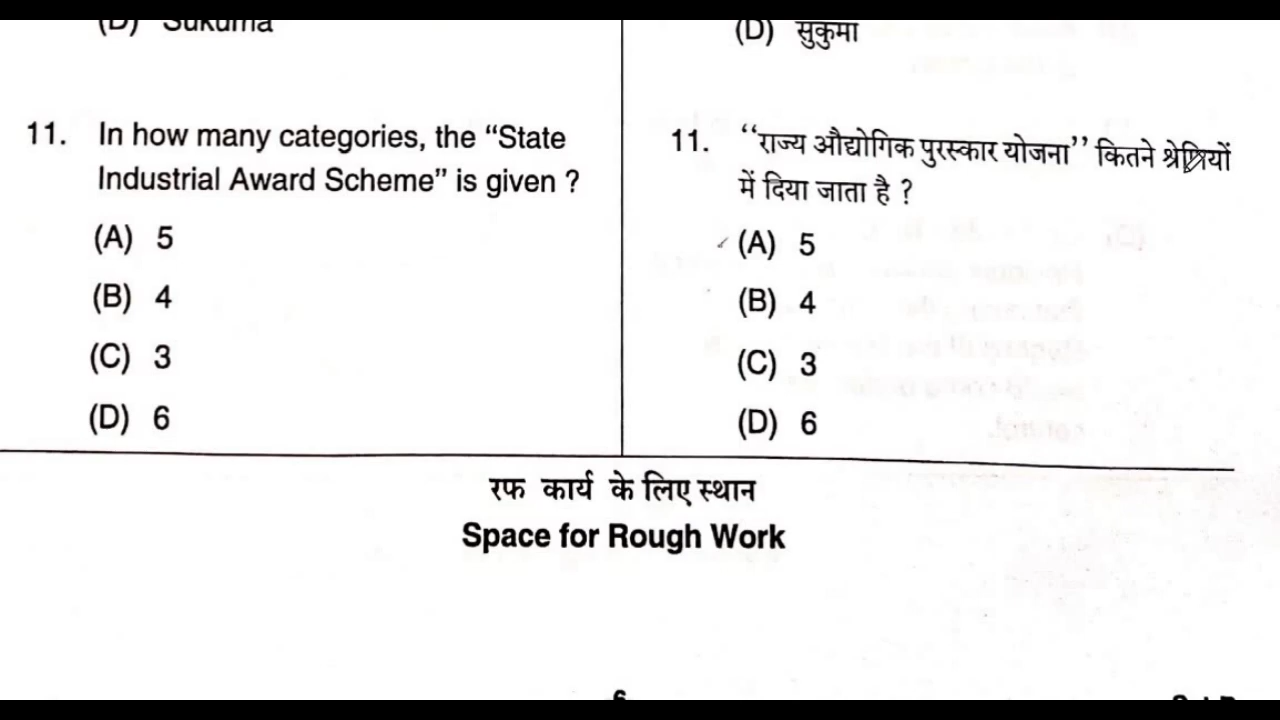 (D) Sukuma
11. In how many categories, the “State
Industrial Award Scheme” is given ?
(A) 5
(B) 4
(C) 3
(D) 6
(D) सुकुमा
11. ‘‘राज्य औद्योगिक पुरस्कार योजना’’ कितने श्रेणियों
में दिया जाता है ?
(A) 5
(B) 4
(C) 3
(D) 6
रफ कार्य के लिए स्थान
Space for Rough Work
6